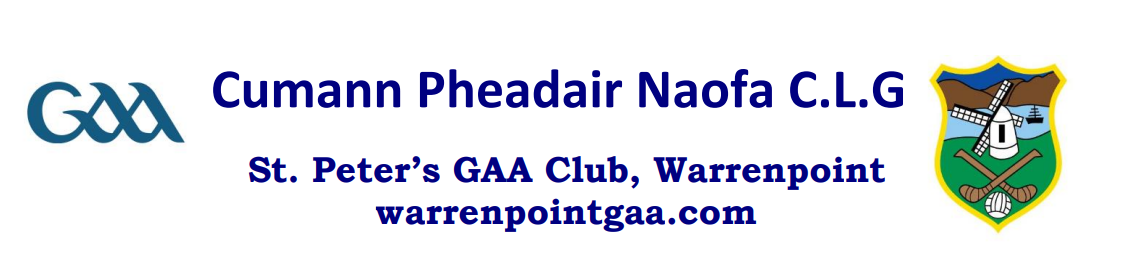 GAA
Cumann Pheadair Naofa C.L.G
St. Peter’s GAA Club, Warrenpoint
warrenpointgaa.com